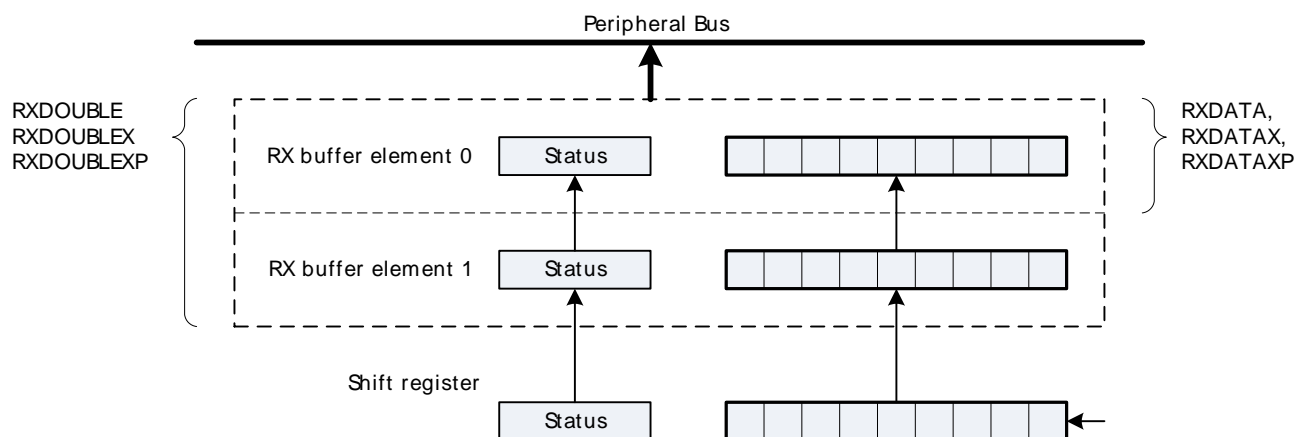 Peripheral Bus
RXDOUBLE
RXDOUBLEX
RXDOUBLEXP
RXDATA,
RXDATAX,
RXDATAXP
RX buffer element 0
Status
RX buffer element 1
Status
Shift register
Status